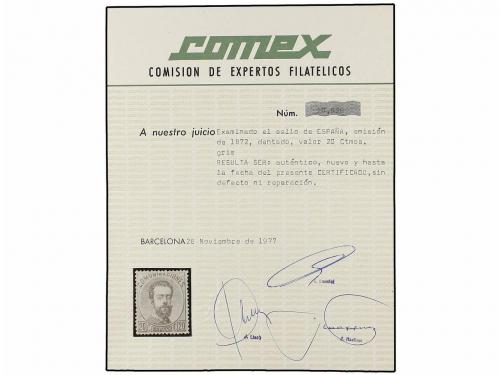 comex
COMISION DE EXPERTOS FILATELICOS
Núm.
A nuestro juicio Examinado el sello de ESPAÑA, emisión
de 1872, dentado, valor 20 Ctmos,
gris
RESULTA SER: auténtico, nuevo y hasta
la fecha del presente CERTIFICADO,sin
defecto ni reparación.
BARCELONA 28 Noviembre de 1977
COMUNICACIONES